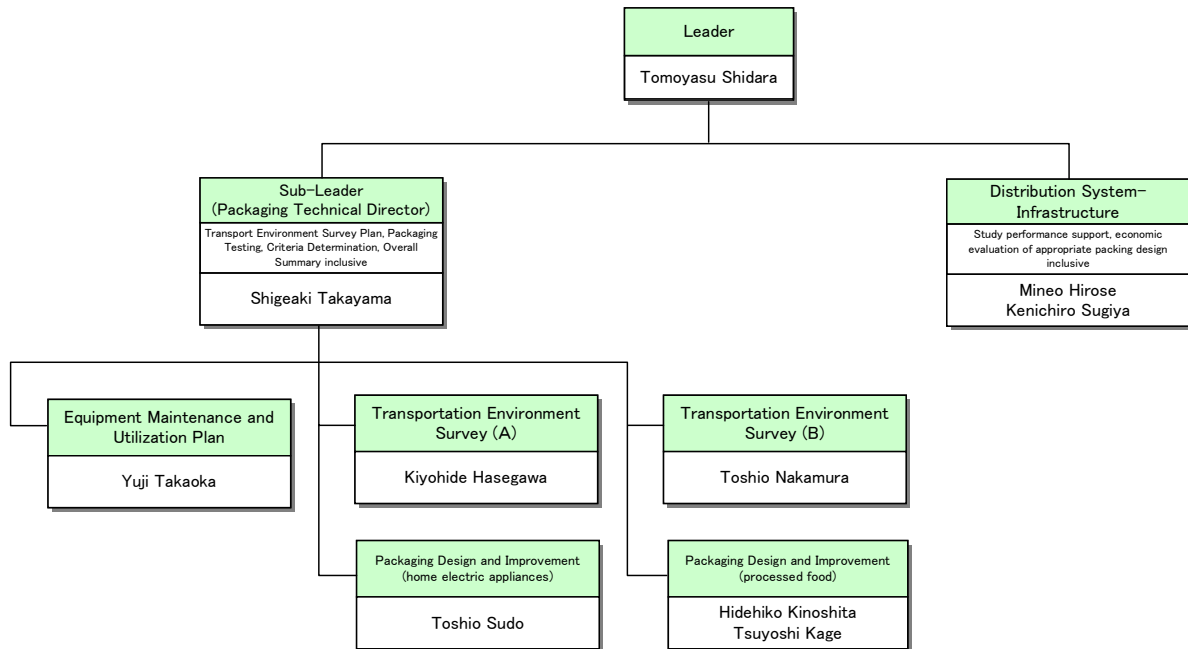 Leader
Tomoyasu Shidara
Sub-Leader
(Packaging Technical Director)
Transport Environment Survey Plan, Packaging
Testing, Criteria Determination, Overall
Summary inclusive
Shigeaki Takayama
Distribution System-
Infrastructure
Study performance support, economic
evaluation of appropriate packing design
inclusive
Mineo Hirose
Kenichiro Sugiya
Equipment Maintenance and
Utilization Plan
Yuji Takaoka
Transportation Environment
Survey (A)
Kiyohide Hasegawa
Transportation Environment
Survey (B)
Toshio Nakamura
Packaging Design and Improvement
(home electric appliances)
Toshio Sudo
Packaging Design and Improvement
(processed food)
Hidehiko Kinoshita
Tsuyoshi Kage